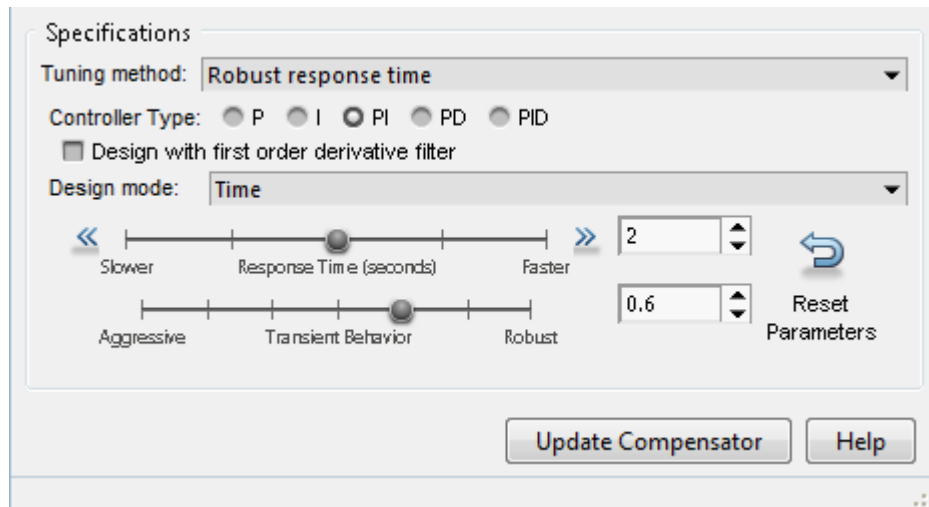 Specifications
Tuning method: Robust response time
Controller Type: P I PI PD PID
Design with first order derivative filter
Design mode: Time
2
Slower Response Time (seconds) Faster
0.6
Reset
Aggressive Transient Behavior Robust Parameters
Update Compensator Help